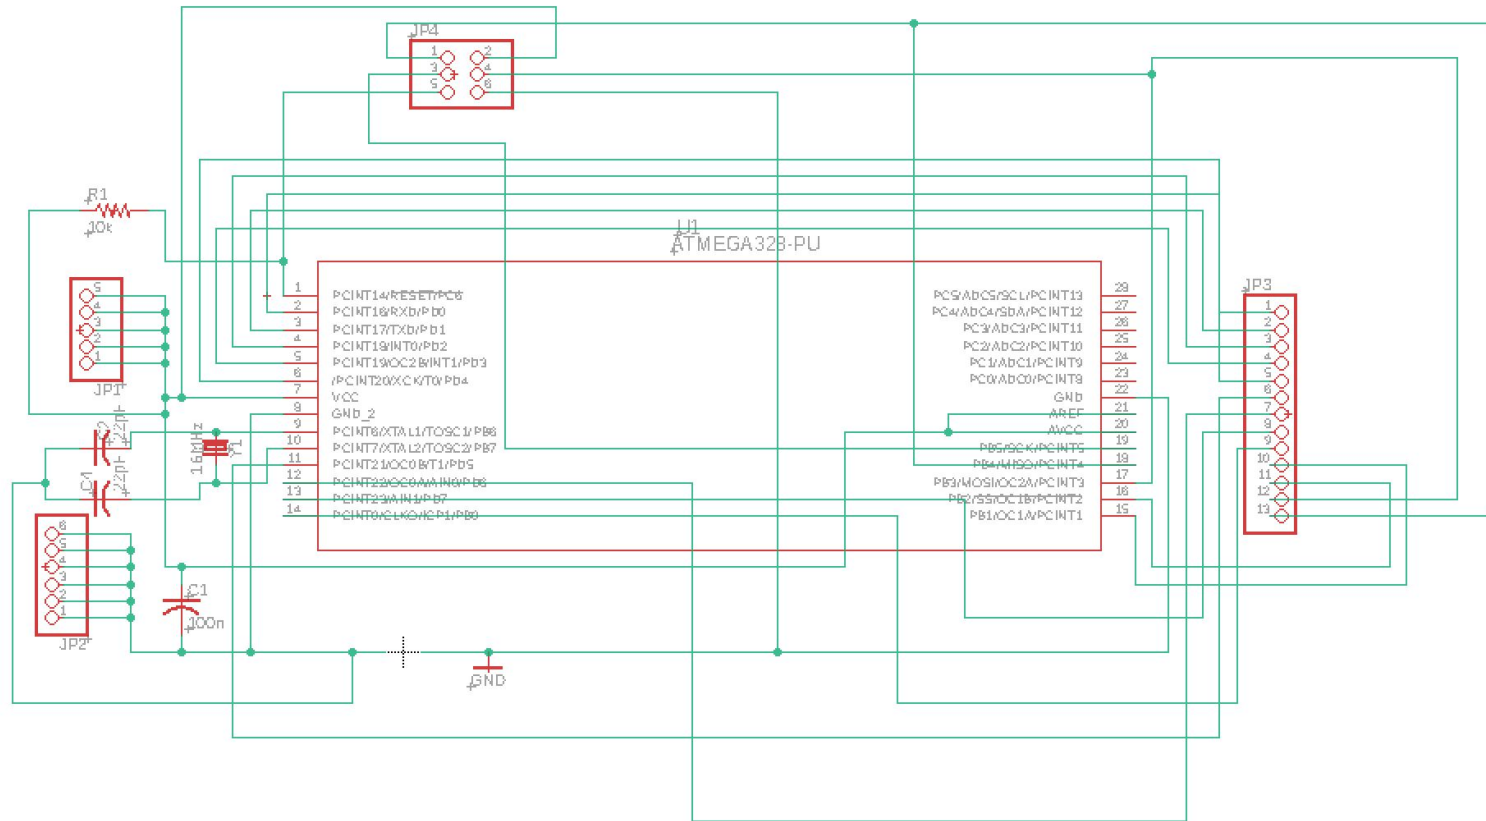 JP4
1 2
3 4
5 6
R1
10k
U1
ATMEGA328-PU
JP1
5
4
3
2
1
1 PCINT14/RESET/PC6
2 PCINT16/RXD/PD0
3 PCINT17/TXD/PD1
4 PCINT18/INT0/PD2
5 PCINT19/OC2B/INT1/PD3
6 /PCINT20/XCK/T0/PD4
7 VCC
8 GND_2
9 PCINT6/XTAL1/TOSC1/PB6
10 PCINT7/XTAL2/TOSC2/PB7
11 PCINT21/OC0B/T1/PD5
12 PCINT22/OC0A/AIN0/PD6
13 PCINT23/AIN1/PD7
14 PCINT0/CLKO/ICP1/PB0
PC5/ADC5/SCL/PCINT13 28
PC4/ADC4/SDA/PCINT12 27
PC3/ADC3/PCINT11 26
PC2/ADC2/PCINT10 25
PC1/ADC1/PCINT9 24
PC0/ADC0/PCINT8 23
GND 22
AREF 21
AVCC 20
PB5/SCK/PCINT5 19
PB4/MISO/PCINT4 18
PB3/MOSI/OC2A/PCINT3 17
PB2/SS/OC1B/PCINT2 16
PB1/OC1A/PCINT1 15
JP3
1
2
3
4
5
6
7
8
9
10
11
12
13
22pF
16MHz
Y1
22pF
6
5
4
3
2
1
JP2
C1
100n
GND